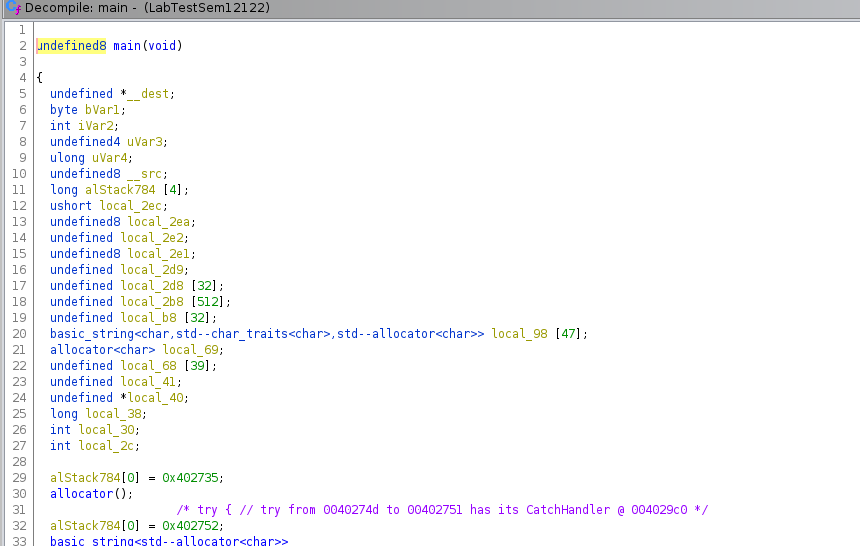 Decompile: main - (LabTestSem12122)
1
2 undefined8 main(void)
3
4 {
5 undefined *__dest;
6 byte bVar1;
7 int iVar2;
8 undefined4 uVar3;
9 ulong uVar4;
10 undefined8 __src;
11 long alStack784 [4];
12 ushort local_2ec;
13 undefined8 local_2ea;
14 undefined local_2e2;
15 undefined8 local_2e1;
16 undefined local_2d9;
17 undefined local_2d8 [32];
18 undefined local_2b8 [512];
19 undefined local_b8 [32];
20 basic_string<char,std--char_traits<char>,std--allocator<char>> local_98 [47];
21 allocator<char> local_69;
22 undefined local_68 [39];
23 undefined local_41;
24 undefined *local_40;
25 long local_38;
26 int local_30;
27 int local_2c;
28
29 alStack784[0] = 0x402735;
30 allocator();
31 /* try { // try from 0040274d to 00402751 has its CatchHandler @ 004029c0 */
32 alStack784[0] = 0x402752;
33 basic_string<std--allocator<char>>